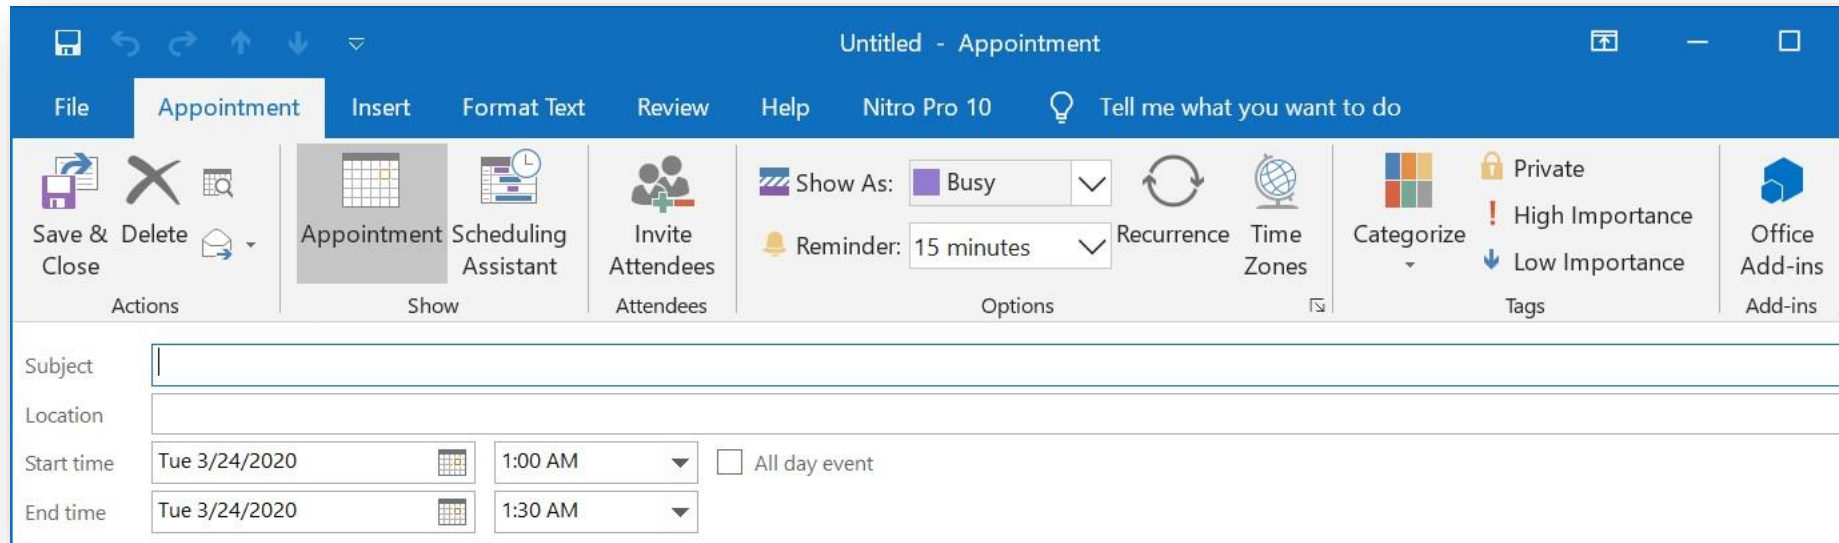 Untitled - Appointment
File Appointment Insert Format Text Review Help Nitro Pro 10 Tell me what you want to do
Save & Close
Delete
Actions
Appointment
Scheduling Assistant
Show
Invite Attendees
Attendees
Show As: Busy
Reminder: 15 minutes
Recurrence
Time Zones
Options
Categorize
Private
High Importance
Low Importance
Tags
Office Add-ins
Add-ins
Subject
Location
Start time Tue 3/24/2020 1:00 AM All day event
End time Tue 3/24/2020 1:30 AM